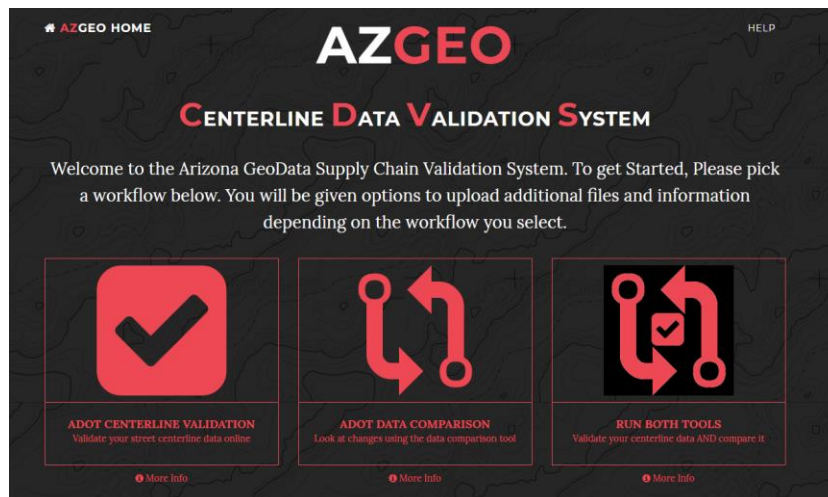 AZGEO HOME
HELP
AZGEO
CENTERLINE DATA VALIDATION SYSTEM
Welcome to the Arizona GeoData Supply Chain Validation System. To get Started, Please pick
a workflow below. You will be given options to upload additional files and information
depending on the workflow you select.
ADOT CENTERLINE VALIDATION
Validate your street centerline data online
More Info
ADOT DATA COMPARISON
Look at changes using the data comparison tool
More Info
RUN BOTH TOOLS
Validate your centerline data AND compare it
More Info